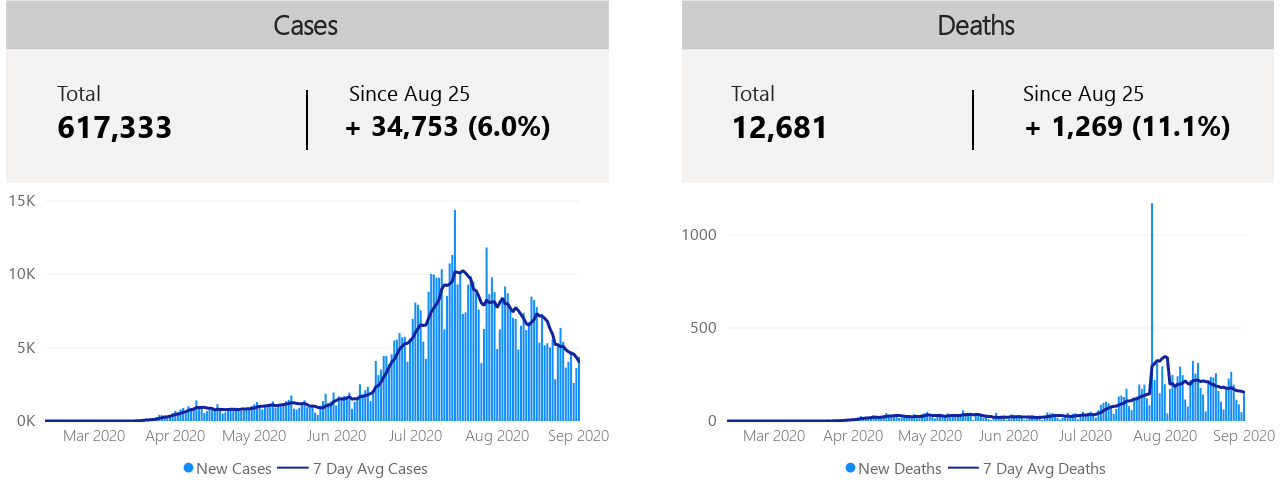 Cases
Total
617,333
Since Aug 25
+ 34,753 (6.0%)
15K
10K
5K
0K
Mar 2020 Apr 2020 May 2020 Jun 2020 Jul 2020 Aug 2020 Sep 2020
New Cases 7 Day Avg Cases
Deaths
Total
12,681
Since Aug 25
+ 1,269 (11.1%)
1000
500
0
Mar 2020 Apr 2020 May 2020 Jun 2020 Jul 2020 Aug 2020 Sep 2020
New Deaths 7 Day Avg Deaths